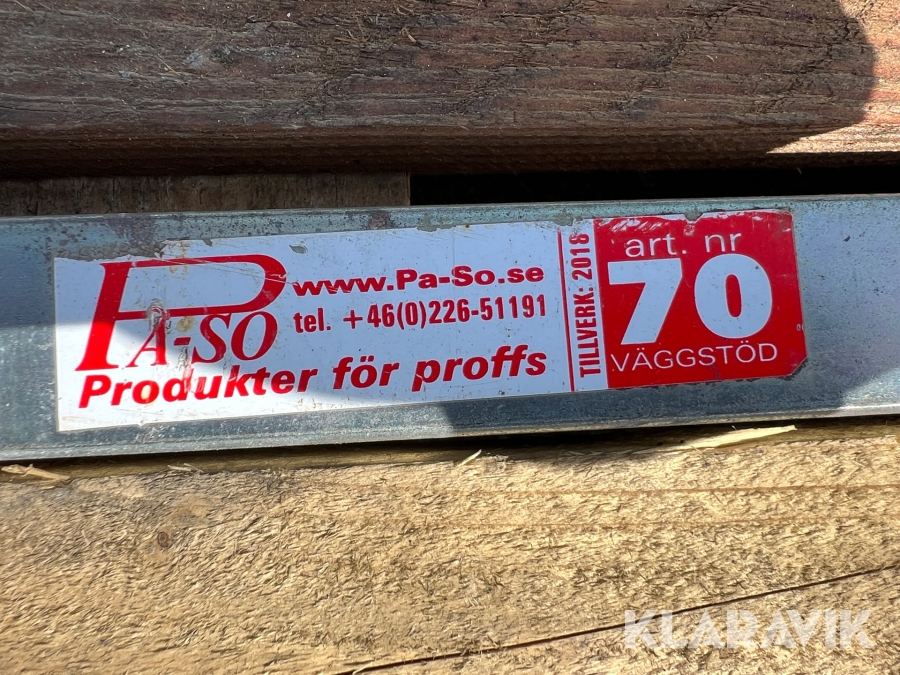 PA-SO
www.Pa-So.se
tel. +46(0)226-51191
Produkter för proffs
TILLVERK: 2018
art. nr
70
VÄGGSTÖD
KLARAVIK